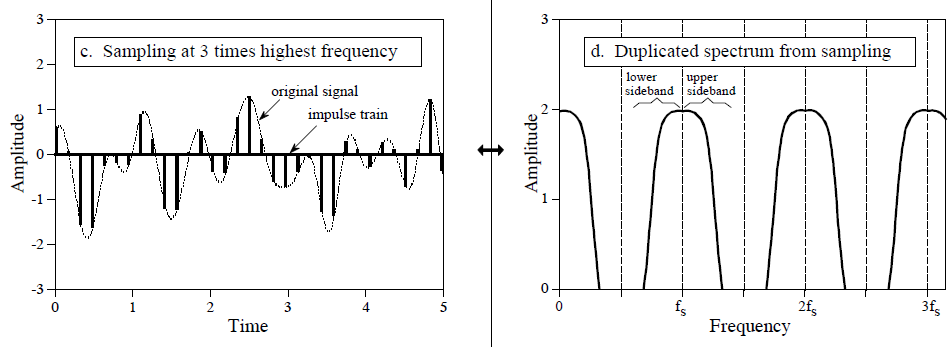 c. Sampling at 3 times highest frequency
3
2
1
0
-1
-2
-3
Amplitude
original signal
impulse train
0
1
2
3
4
5
Time
d. Duplicated spectrum from sampling
3
2
1
0
Amplitude
lower
sideband
upper
sideband
0
fs
2fs
3fs
Frequency